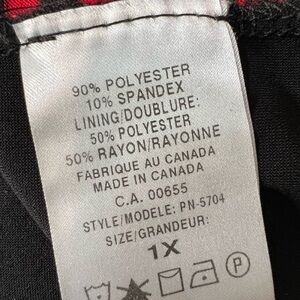 90% POLYESTER
10% SPANDEX
LINING/DOUBLURE:
50% POLYESTER
50% RAYON/RAYONNE
FABRIQUE AU CANADA
MADE IN CANADA
C.A. 00655
STYLE/MODELE: PN-5704
SIZE/GRANDEUR:
1X
P